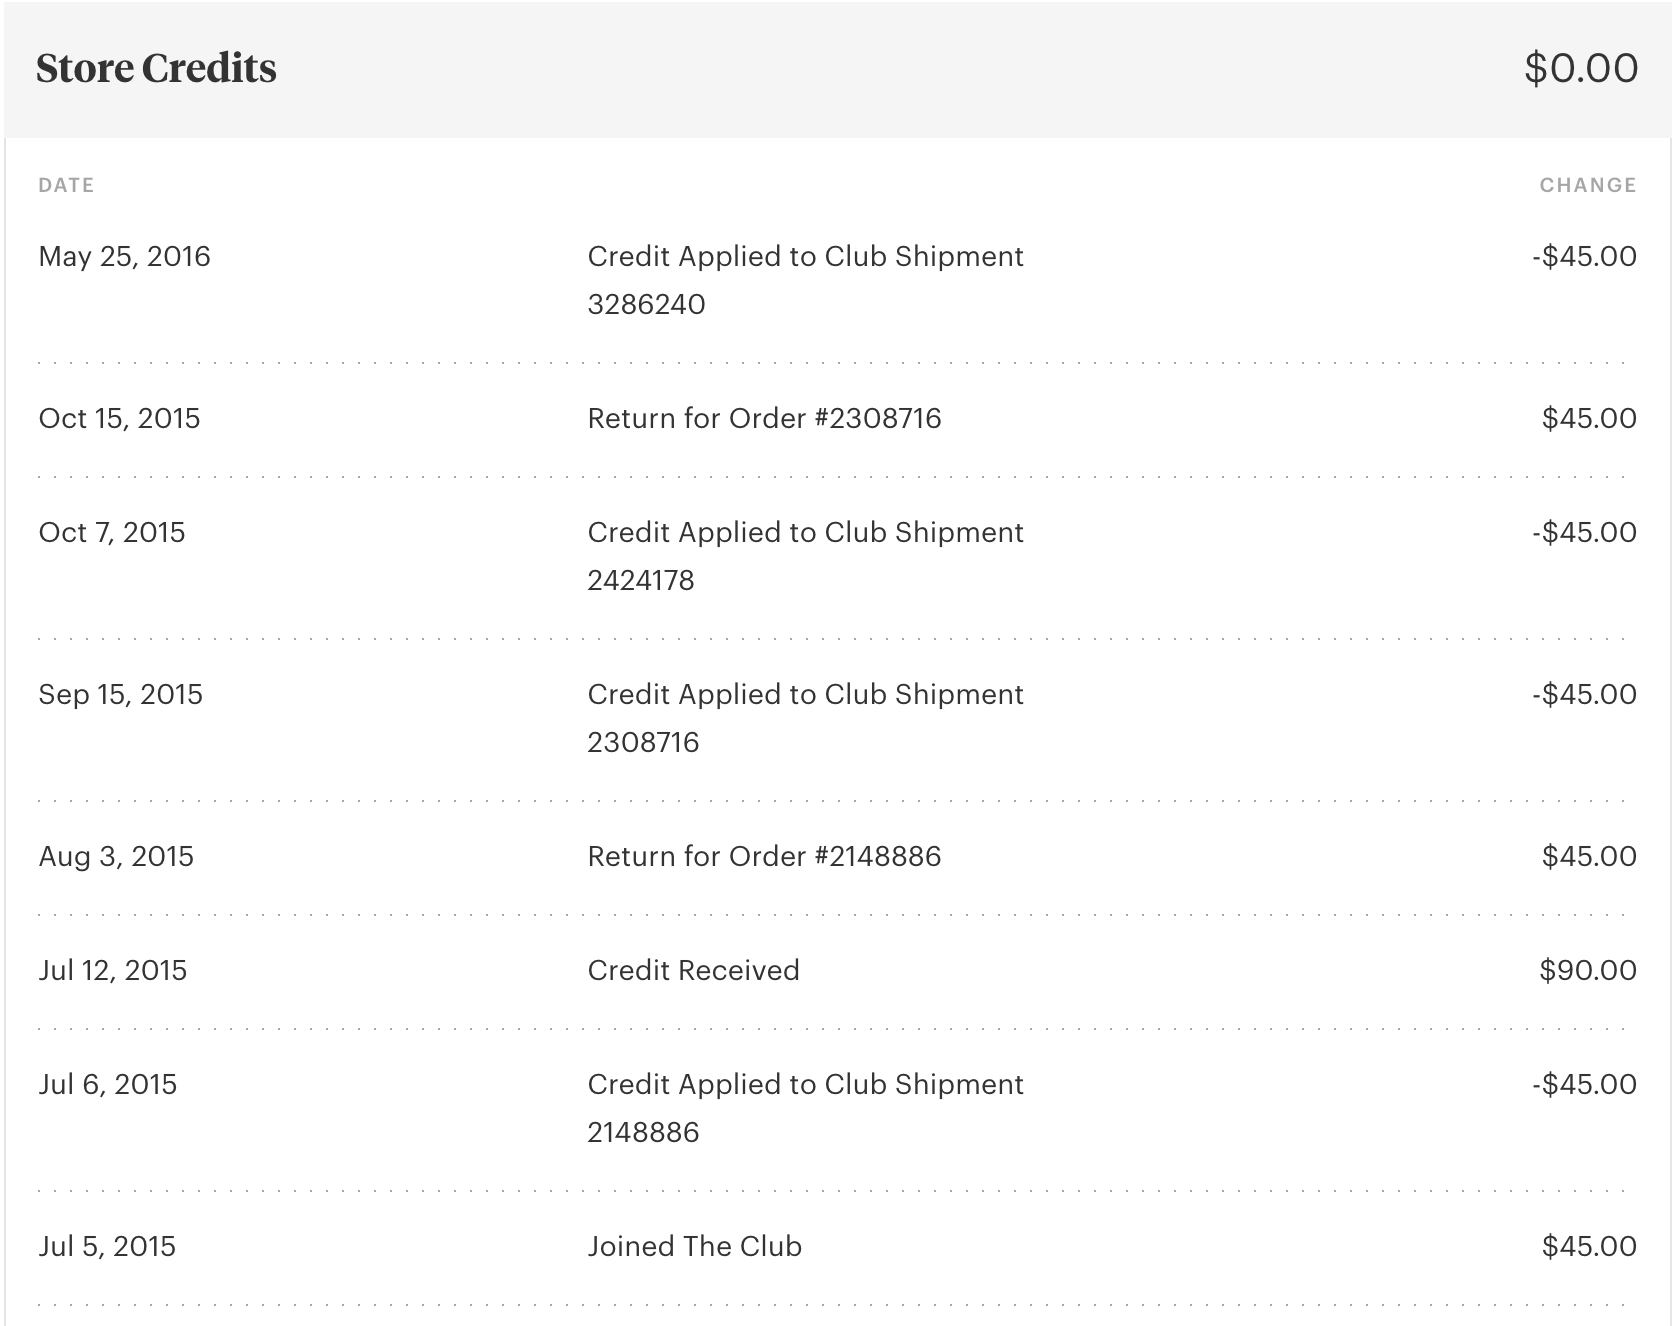 Store Credits $0.00
DATE CHANGE
May 25, 2016 Credit Applied to Club Shipment -$45.00
3286240
Oct 15, 2015 Return for Order #2308716 $45.00
Oct 7, 2015 Credit Applied to Club Shipment -$45.00
2424178
Sep 15, 2015 Credit Applied to Club Shipment -$45.00
2308716
Aug 3, 2015 Return for Order #2148886 $45.00
Jul 12, 2015 Credit Received $90.00
Jul 6, 2015 Credit Applied to Club Shipment -$45.00
2148886
Jul 5, 2015 Joined The Club $45.00